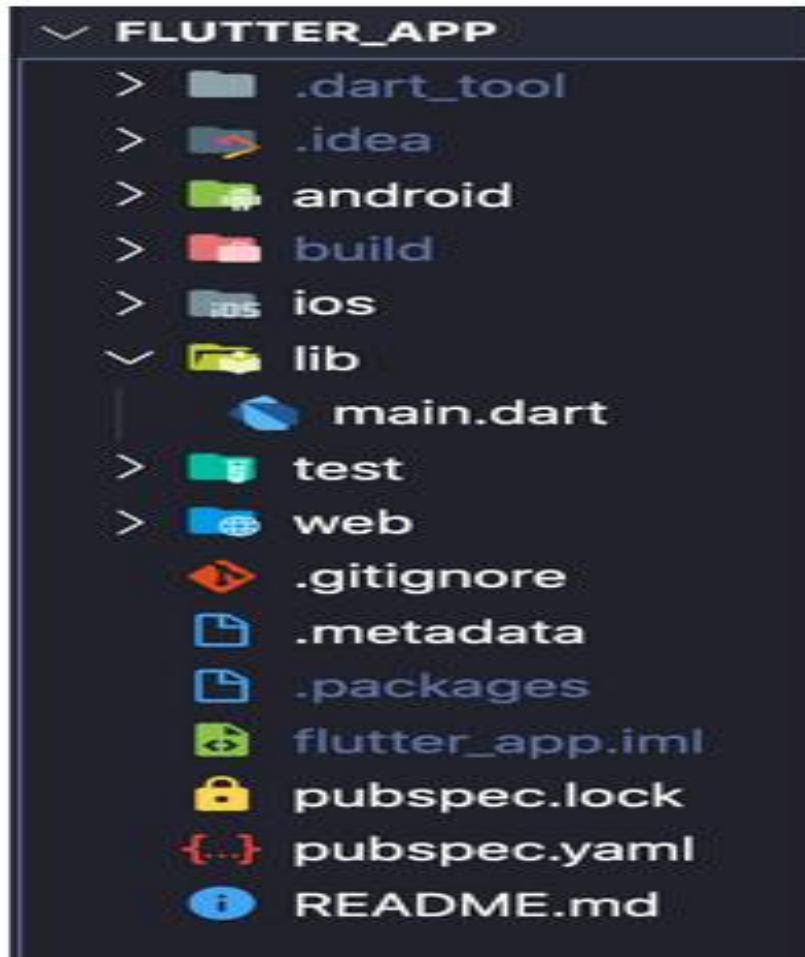 FLUTTER_APP
.dart_tool
.idea
android
build
iOS
ios
lib
main.dart
test
web
.gitignore
.metadata
.packages
flutter_app.iml
pubspec.lock
{...} pubspec.yaml
i README.md